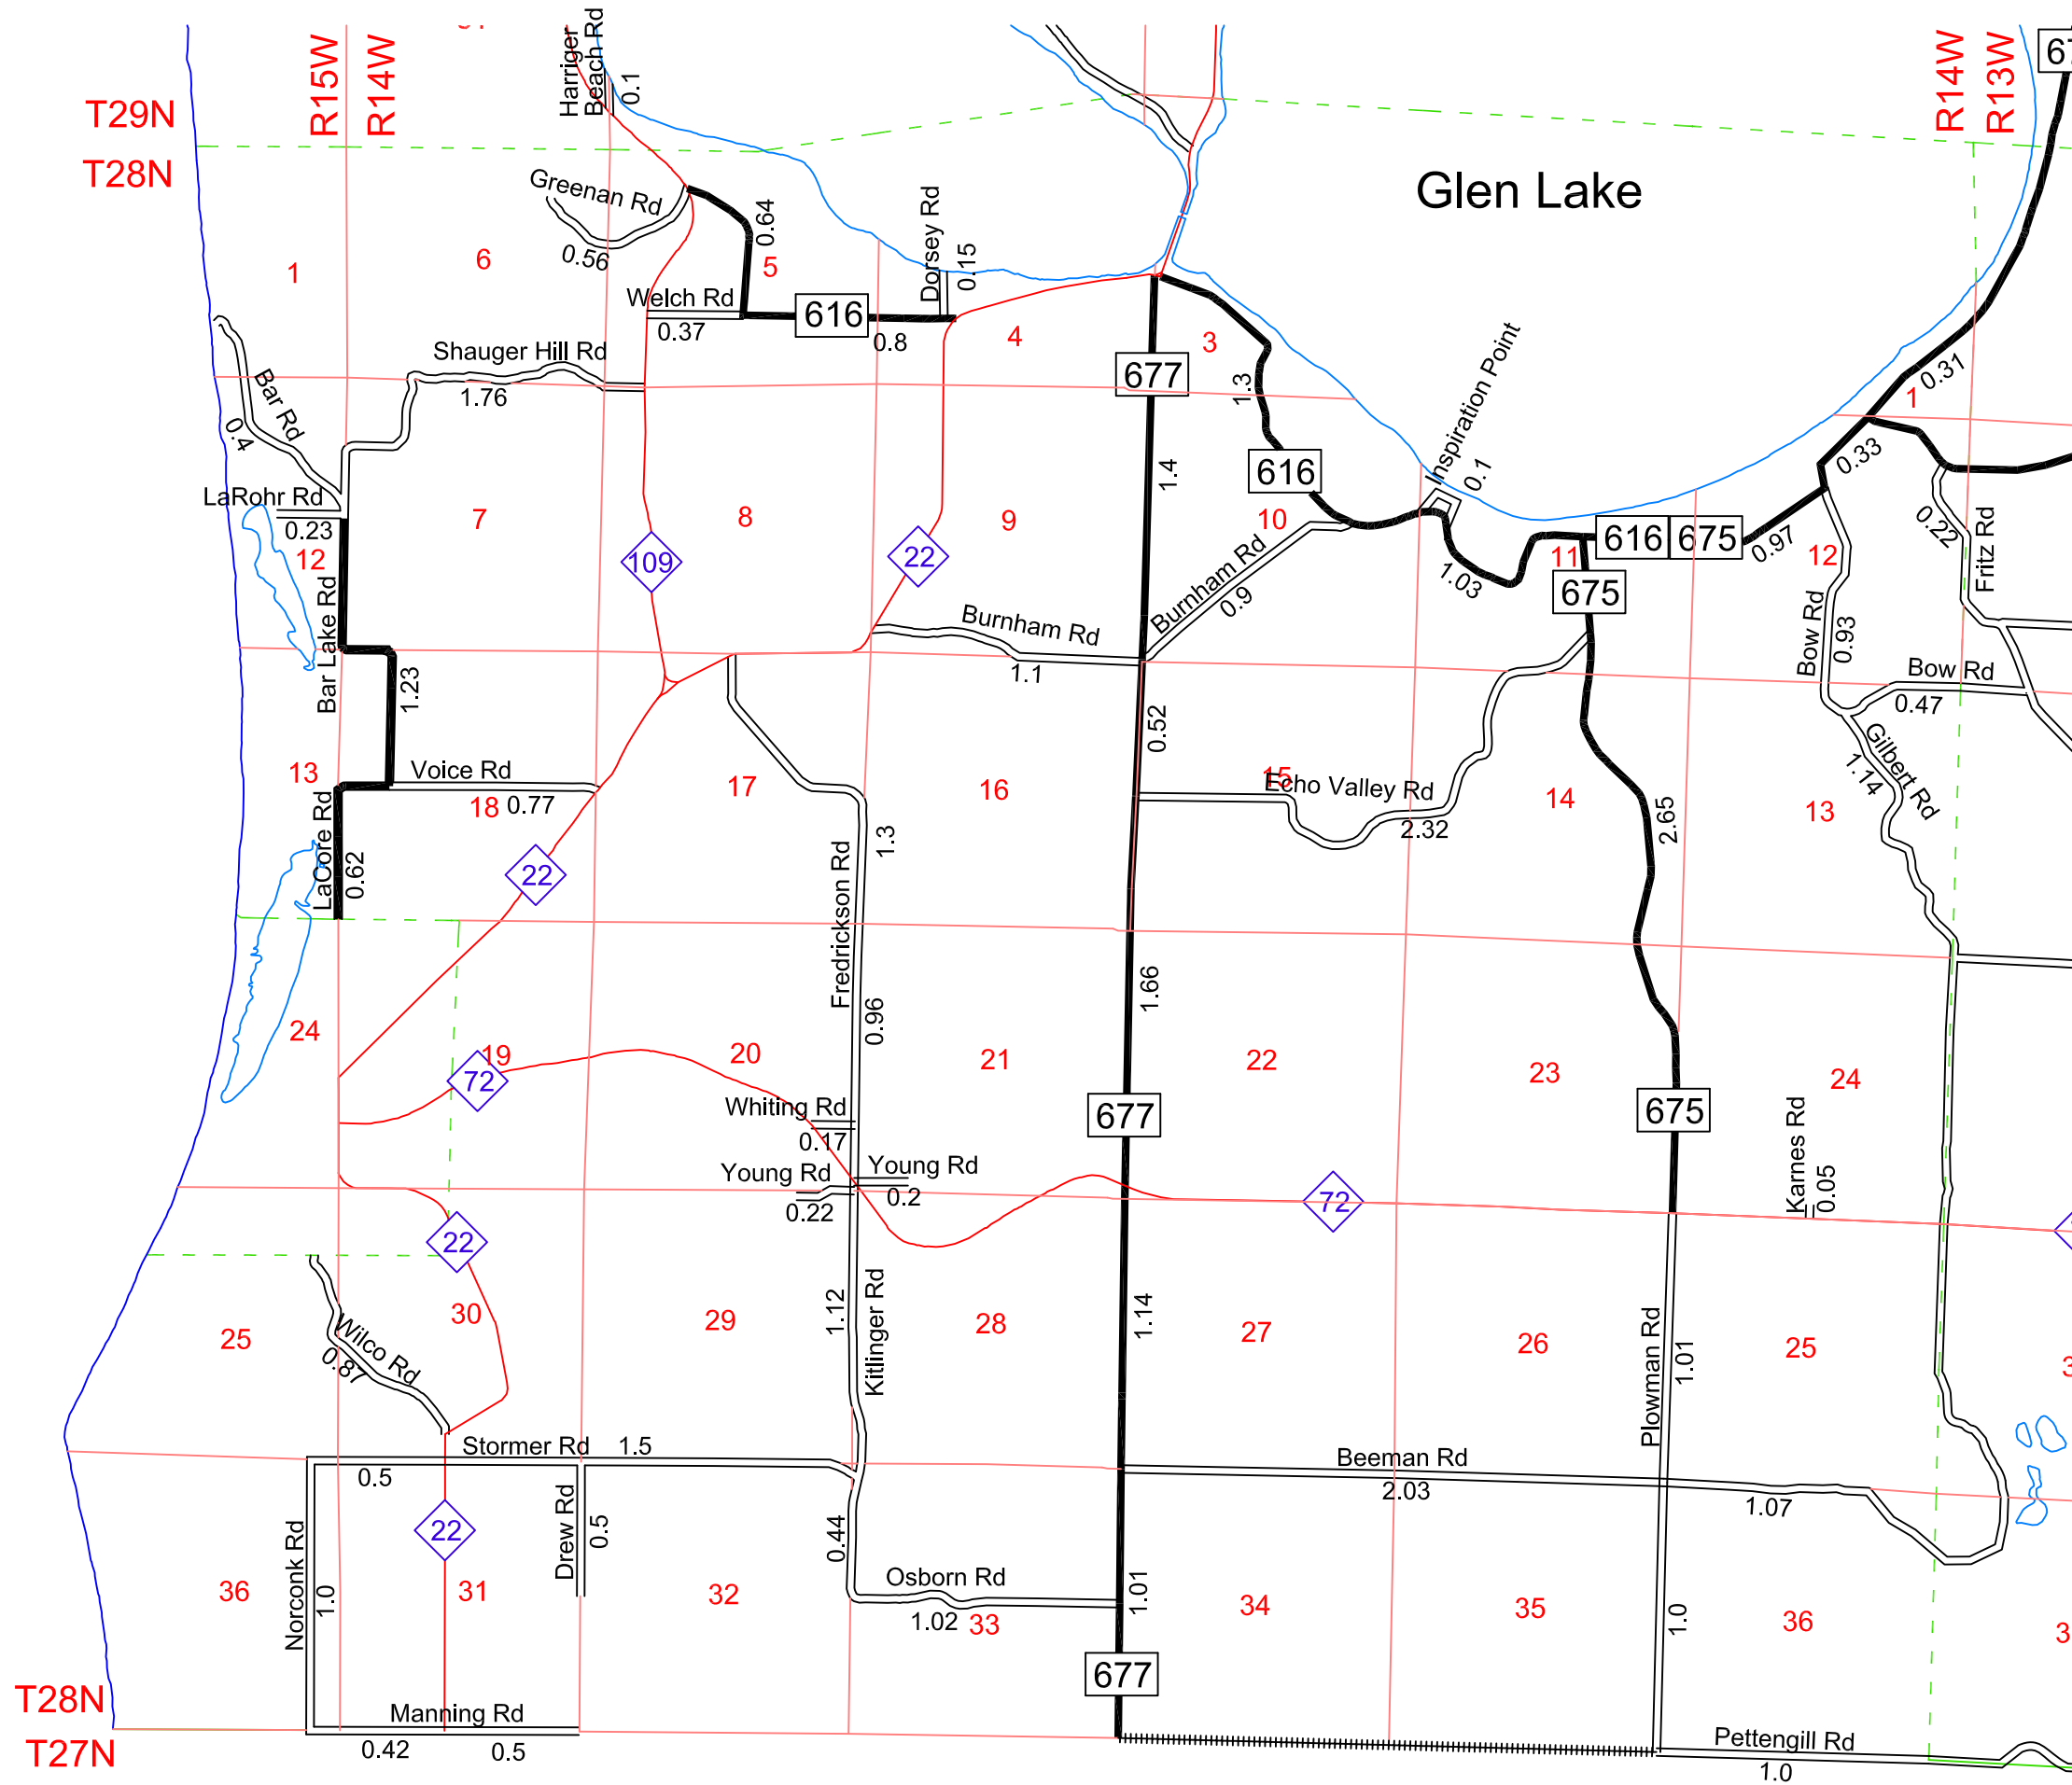 Harriger
Beach Rd
0.1
R15W
R14W
R14W
R13W
T29N
T28N
Glen Lake
Greenan Rd
0.56
0.64
Dorsey Rd
0.15
1
6
5
Welch Rd
0.37
616
0.8
4
3
677
1.3
Inspiration Point
0.1
0.31
1
0.33
Shauger Hill Rd
1.76
Bar Rd
0.4
LaRohr Rd
0.23
12
7
8
9
1.4
616
10
109
22
11
616
675
0.97
12
0.22
Fritz Rd
675
1.03
Bar Lake Rd
Burnham Rd
1.1
Burnham Rd
0.9
Bow Rd
0.93
Bow Rd
0.47
1.23
0.52
13
Voice Rd
18
0.77
17
16
15
Echo Valley Rd
2.32
14
2.65
13
Gilbert Rd
1.14
LaCore Rd
0.62
22
Fredrickson Rd
1.3
0.96
1.66
24
19
72
20
21
22
23
24
Whiting Rd
0.17
677
675
Karnes Rd
0.05
Young Rd
0.22
Young Rd
0.2
72
22
25
30
29
28
27
26
25
Wilco Rd
0.87
1.12
Kitlinger Rd
1.14
Plowman Rd
1.01
Stormer Rd
1.5
0.5
Beeman Rd
2.03
1.07
22
Drew Rd
0.5
0.44
Norconk Rd
1.0
36
31
32
Osborn Rd
1.02
33
1.01
34
35
1.0
36
677
T28N
T27N
Manning Rd
0.42
0.5
Pettengill Rd
1.0